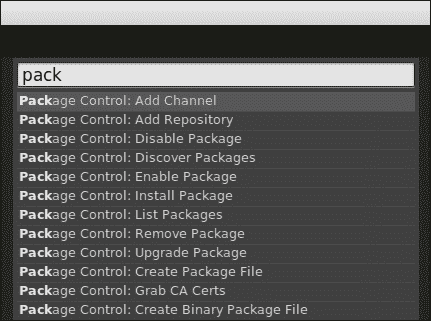 pack
Package Control: Add Channel
Package Control: Add Repository
Package Control: Disable Package
Package Control: Discover Packages
Package Control: Enable Package
Package Control: Install Package
Package Control: List Packages
Package Control: Remove Package
Package Control: Upgrade Package
Package Control: Create Package File
Package Control: Grab CA Certs
Package Control: Create Binary Package File